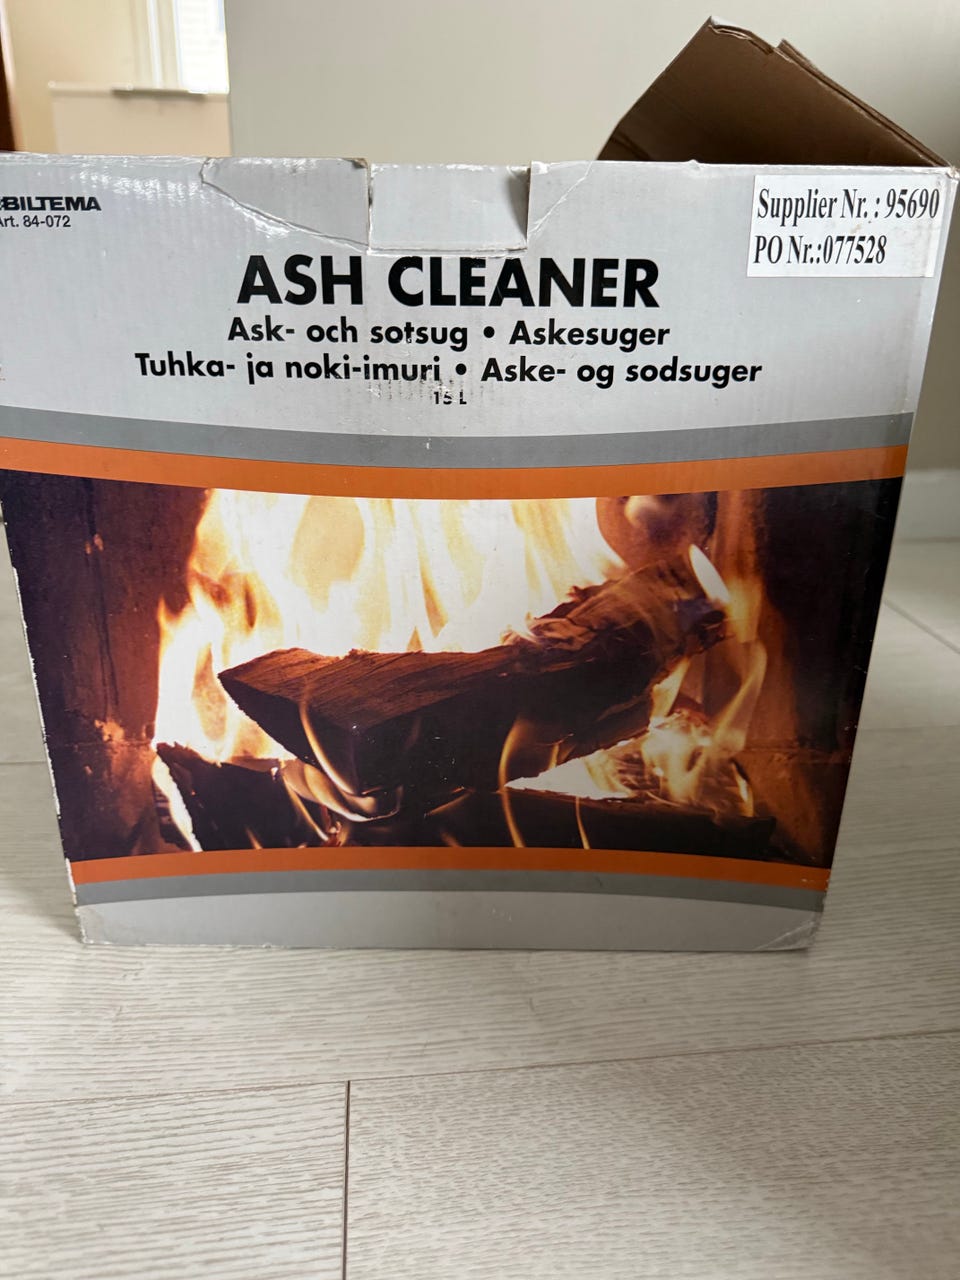 BILTEMA
Art. 84-072
Supplier Nr. : 95690
PO Nr.:077528
ASH CLEANER
Ask- och sotsug • Askesuger
Tuhka- ja noki-imuri • Aske- og sodsuger
15 L